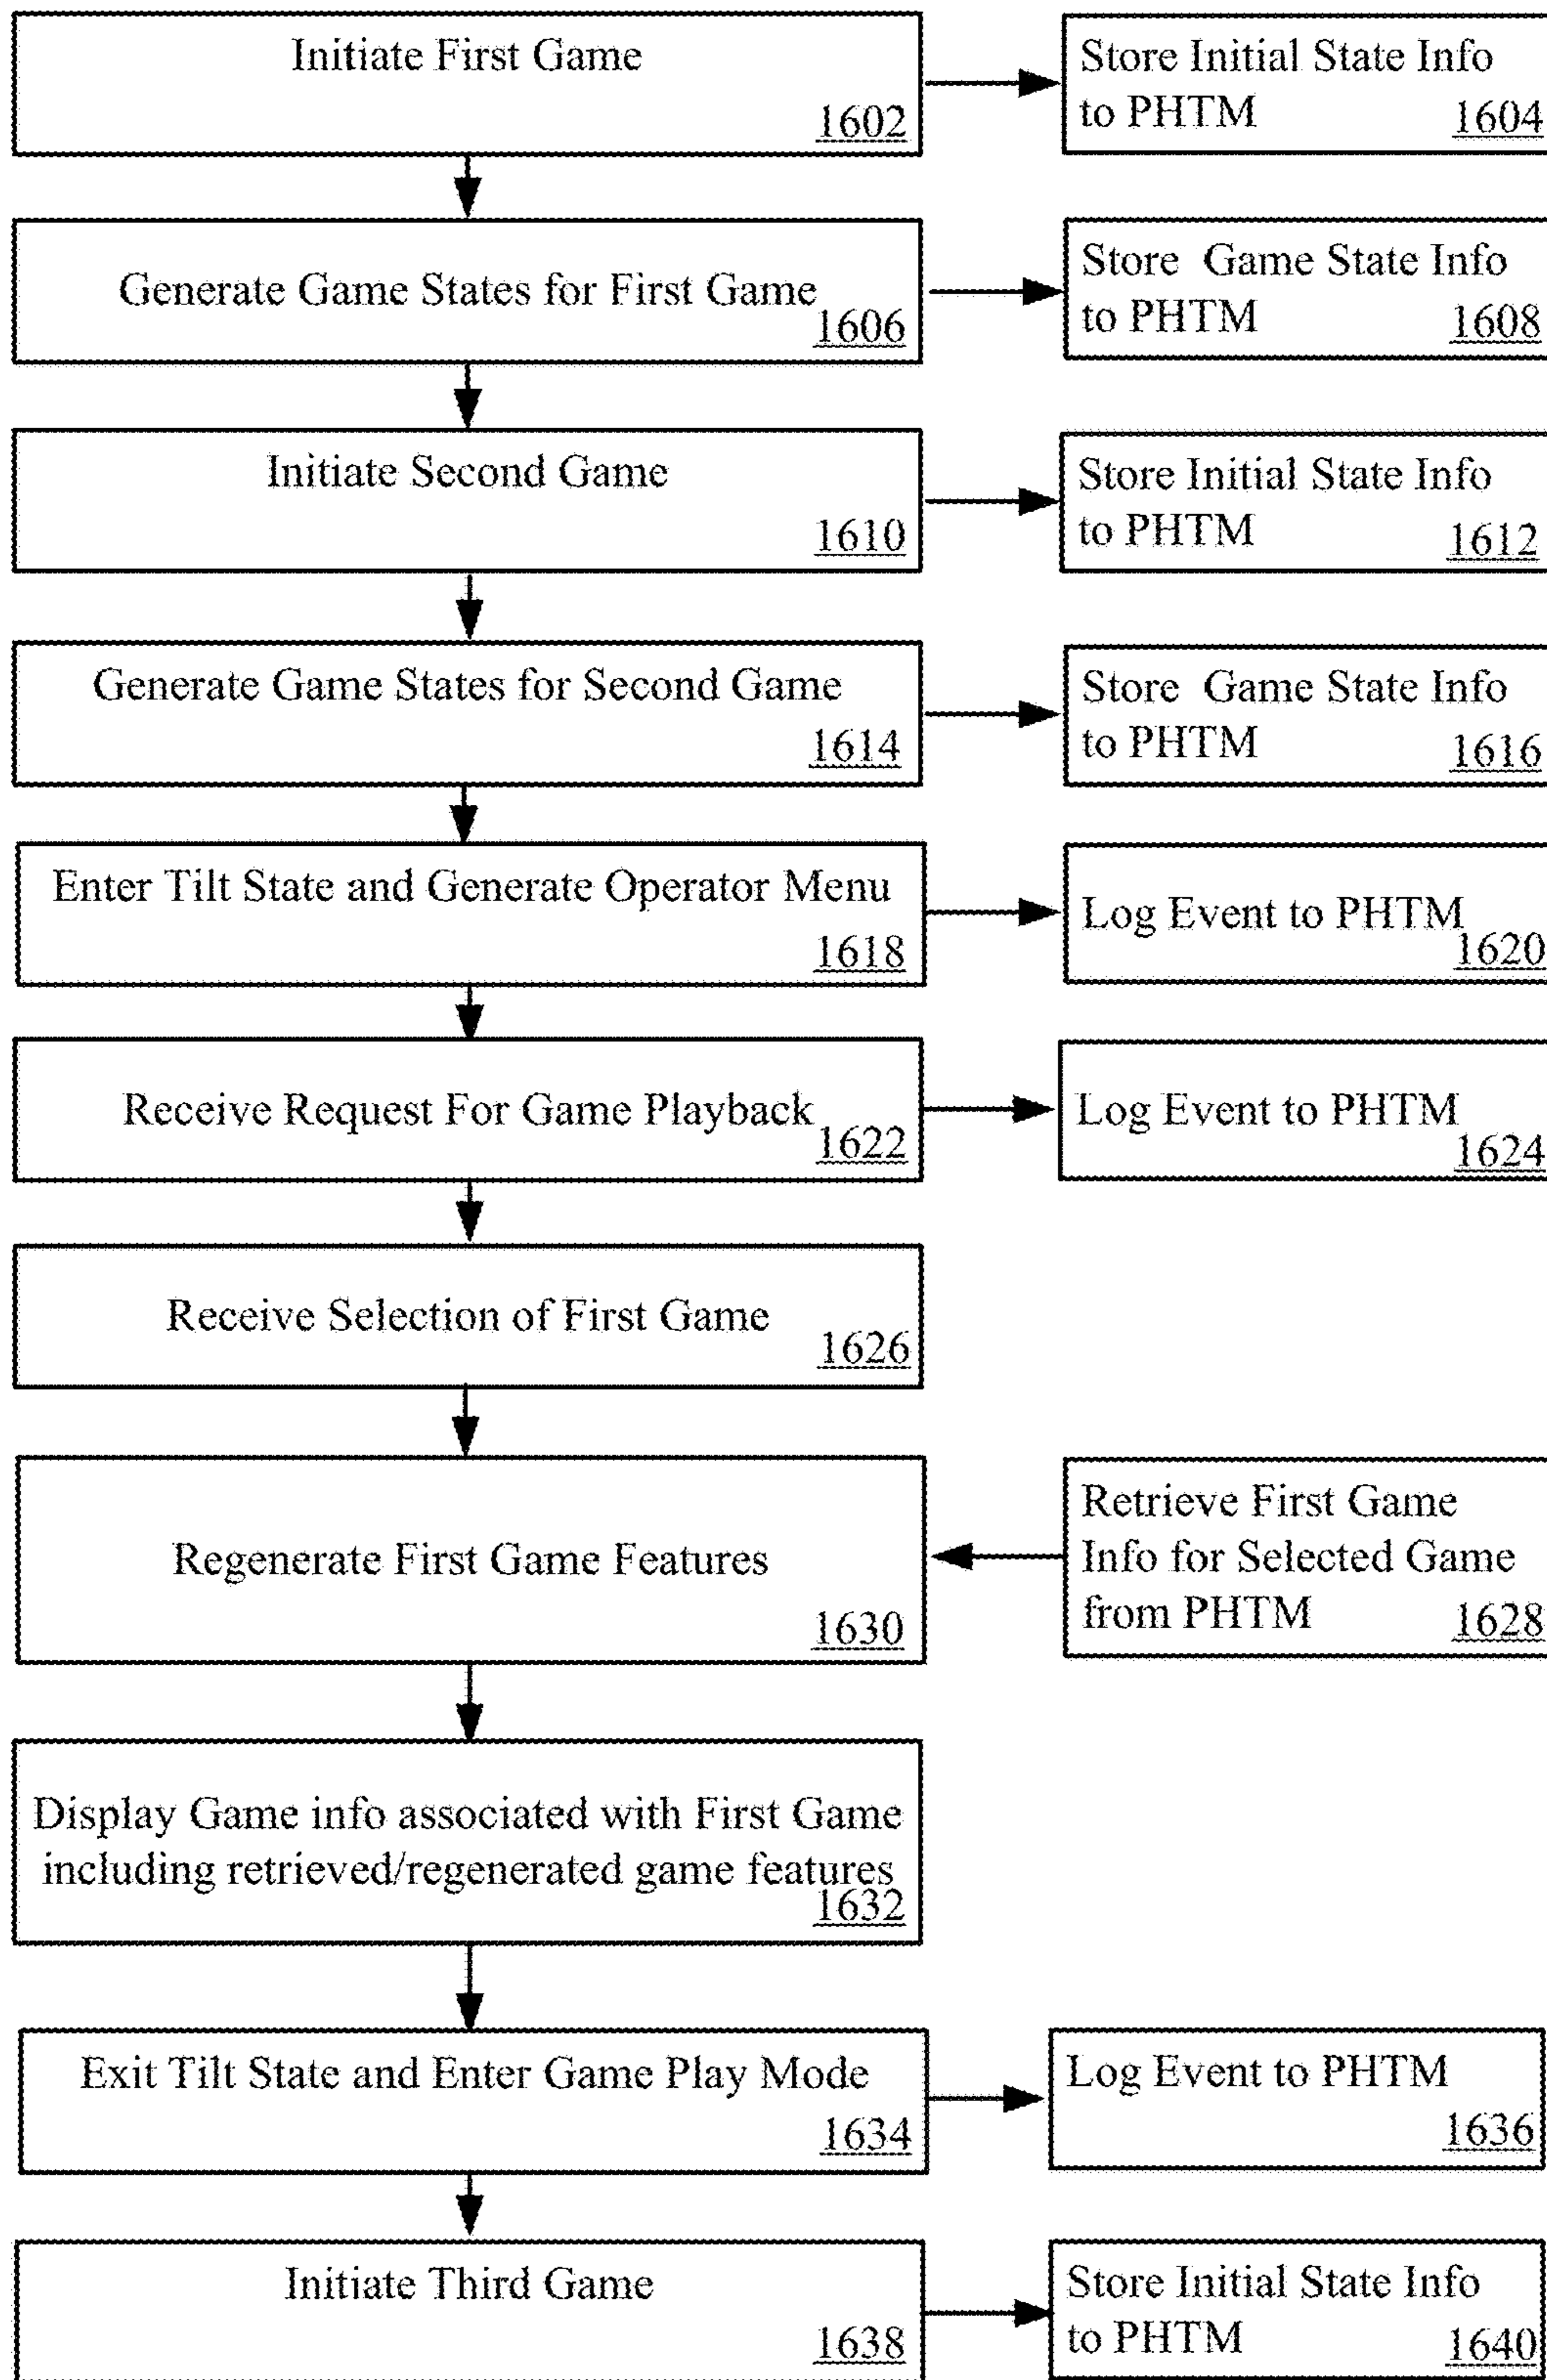 Initiate First Game
1602
Store Initial State Info
to PHTM 1604
Generate Game States for First Game
1606
Store Game State Info
to PHTM 1608
Initiate Second Game
1610
Store Initial State Info
to PHTM 1612
Generate Game States for Second Game
1614
Store Game State Info
to PHTM 1616
Enter Tilt State and Generate Operator Menu
1618
Log Event to PHTM
1620
Receive Request For Game Playback
1622
Log Event to PHTM
1624
Receive Selection of First Game
1626
Regenerate First Game Features
1630
Retrieve First Game
Info for Selected Game
from PHTM 1628
Display Game info associated with First Game
including retrieved/regenerated game features
1632
Exit Tilt State and Enter Game Play Mode
1634
Log Event to PHTM
1636
Initiate Third Game
1638
Store Initial State Info
to PHTM 1640